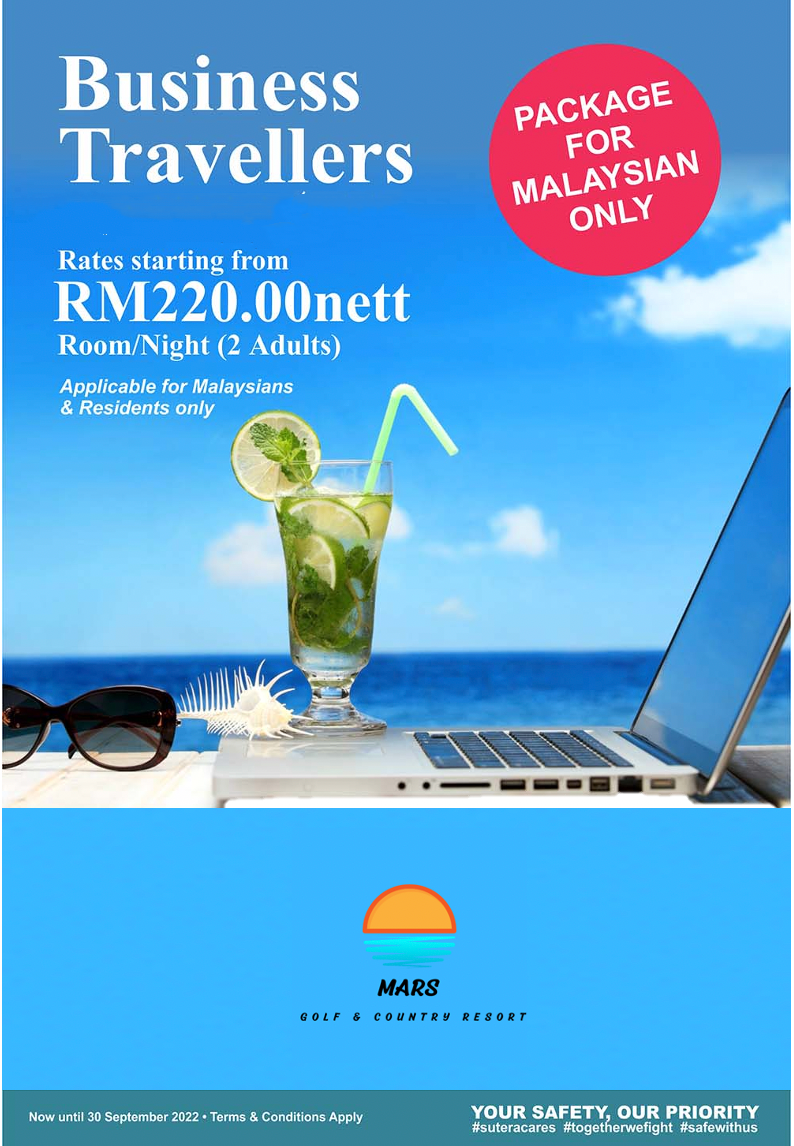 Business
Travellers
PACKAGE
FOR
MALAYSIAN
ONLY
Rates starting from
RM220.00nett
Room/Night (2 Adults)
Applicable for Malaysians
& Residents only
MARS
GOLF & COUNTRY RESORT
Now until 30 September 2022 • Terms & Conditions Apply
YOUR SAFETY, OUR PRIORITY
#suteracares #togetherwefight #safewithus